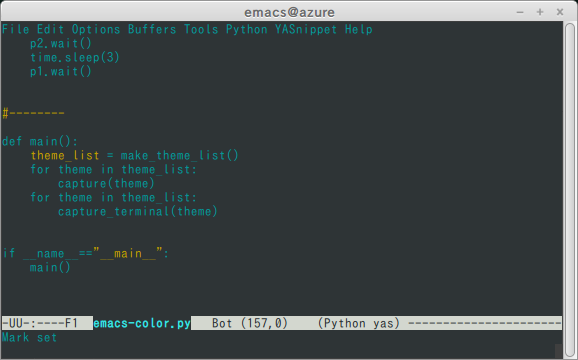 emacs@azure
File Edit Options Buffers Tools Python YASnippet Help
    p2.wait()
    time.sleep(3)
    p1.wait()
#--------
def main():
    theme_list = make_theme_list()
    for theme in theme_list:
        capture(theme)
    for theme in theme_list:
        capture_terminal(theme)
if __name__=="__main__":
    main()
-UU-:----F1  emacs-color.py   Bot (157,0)    (Python yas) ----------------------
Mark set